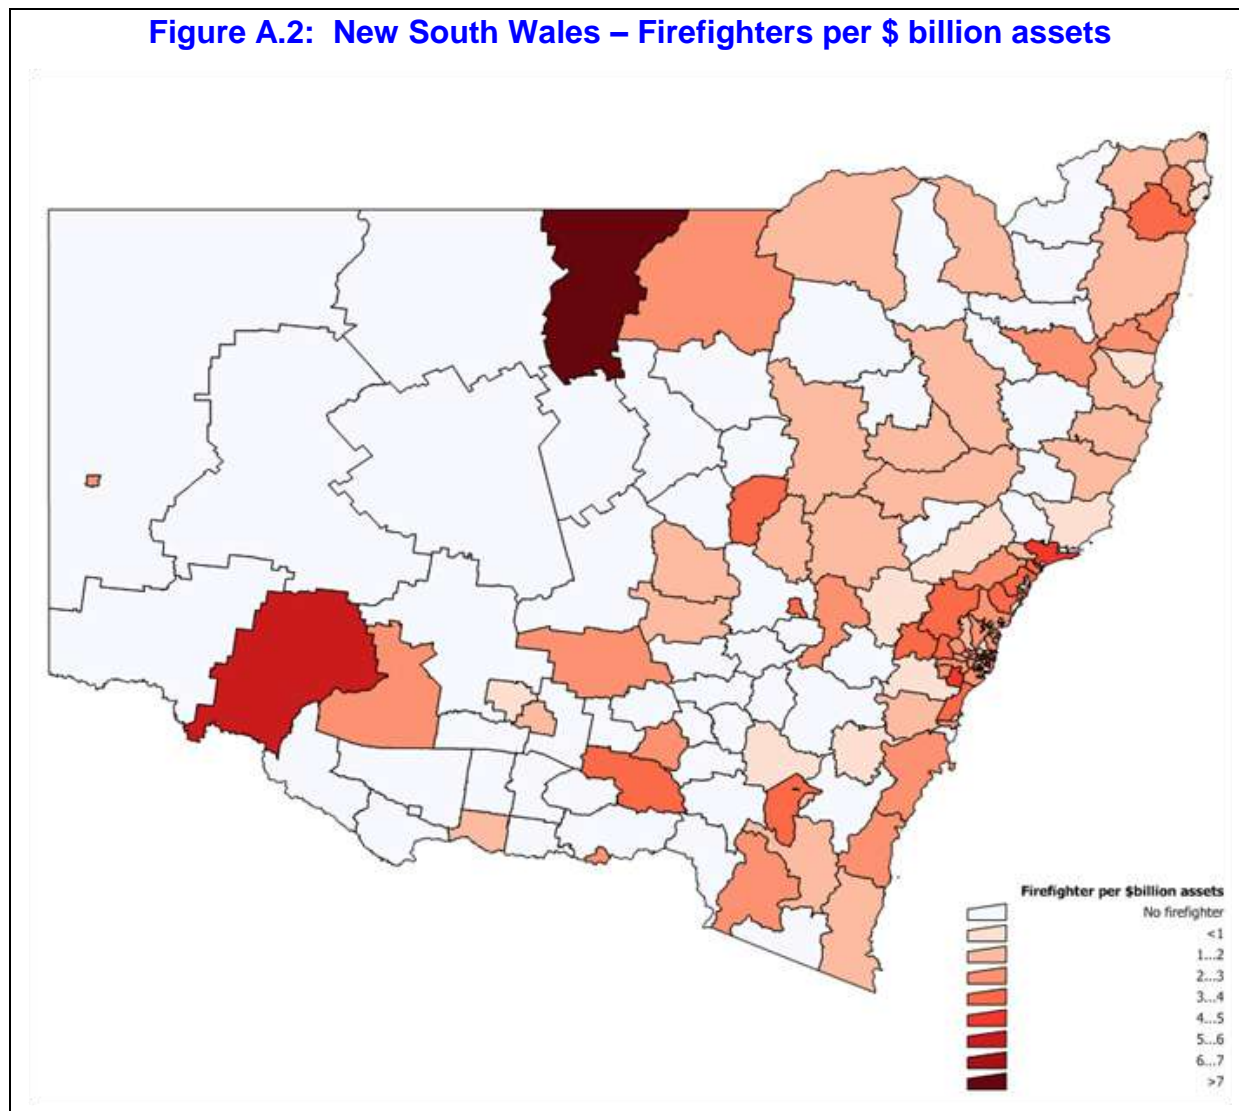 Figure A.2: New South Wales – Firefighters per $ billion assets
Firefighter per $billion assets
No firefighter
<1
1...2
2...3
3...4
4...5
5...6
6...7
>7